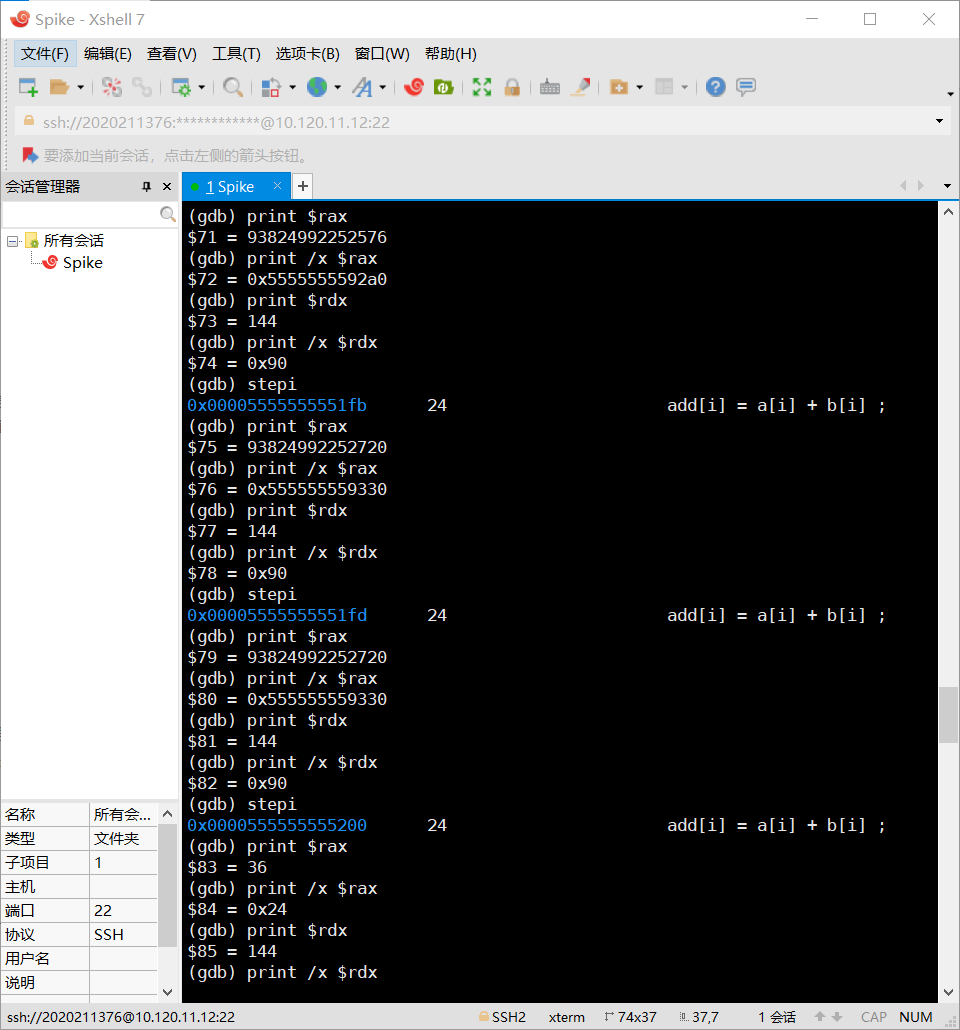 Spike - Xshell 7
文件(F) 编辑(E) 查看(V) 工具(T) 选项卡(B) 窗口(W) 帮助(H)
ssh://2020211376:************@10.120.11.12:22
要添加当前会话，点击左侧的箭头按钮。
会话管理器
所有会话
Spike
名称 所有会...
类型 文件夹
子项目 1
主机
端口 22
协议 SSH
用户名
说明
1 Spike
(gdb) print $rax
$71 = 93824992252576
(gdb) print /x $rax
$72 = 0x5555555592a0
(gdb) print $rdx
$73 = 144
(gdb) print /x $rdx
$74 = 0x90
(gdb) stepi
0x00005555555551fb 24 add[i] = a[i] + b[i] ;
(gdb) print $rax
$75 = 93824992252720
(gdb) print /x $rax
$76 = 0x555555559330
(gdb) print $rdx
$77 = 144
(gdb) print /x $rdx
$78 = 0x90
(gdb) stepi
0x00005555555551fd 24 add[i] = a[i] + b[i] ;
(gdb) print $rax
$79 = 93824992252720
(gdb) print /x $rax
$80 = 0x555555559330
(gdb) print $rdx
$81 = 144
(gdb) print /x $rdx
$82 = 0x90
(gdb) stepi
0x0000555555555200 24 add[i] = a[i] + b[i] ;
(gdb) print $rax
$83 = 36
(gdb) print /x $rax
$84 = 0x24
(gdb) print $rdx
$85 = 144
(gdb) print /x $rdx
ssh://2020211376@10.120.11.12:22 SSH2 xterm 74x37 37,7 1 会话 CAP NUM